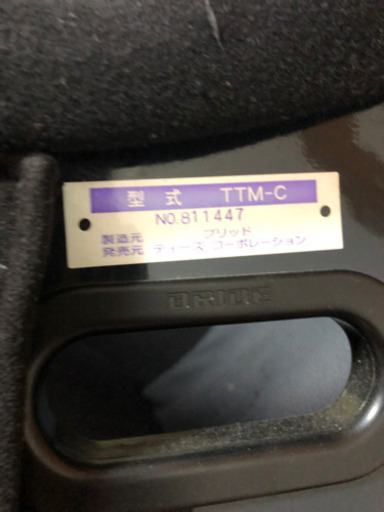 型式 TTM-C
NO.811447
製造元 ブリッド
発売元 ティーズ コーポレーション
BRIDE